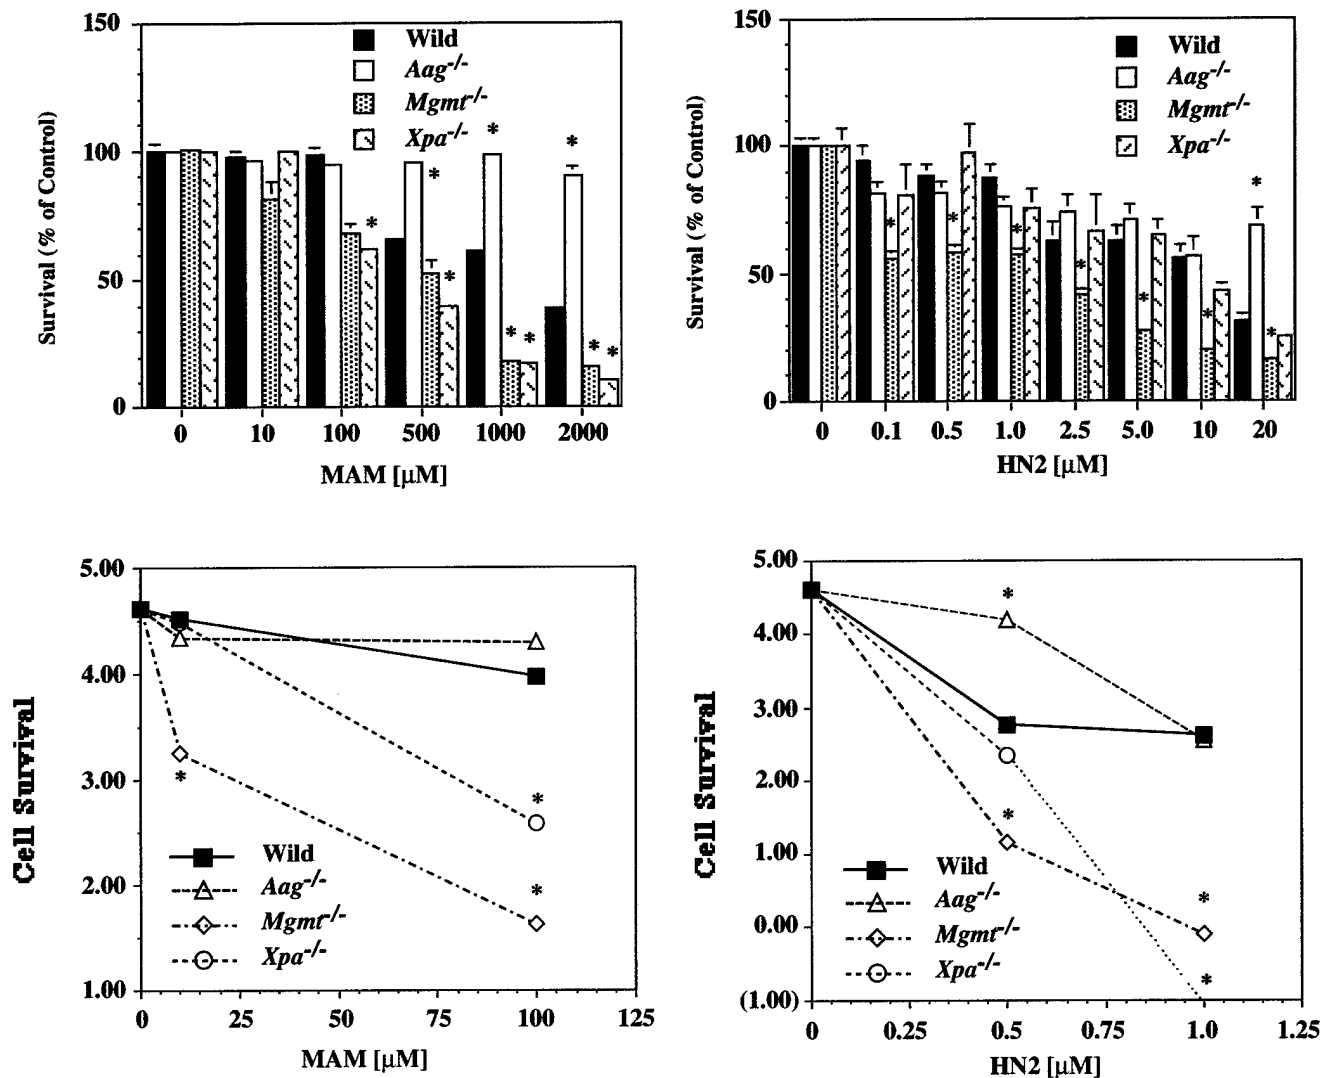 150
100
50
0
Survival (% of Control)
Wild
Aag-/-
Mgmt-/-
Xpa-/-
* * * * * * * * * *
0 10 100 500 1000 2000
MAM [μM]
150
100
50
0
Survival (% of Control)
Wild
Aag-/-
Mgmt-/-
Xpa-/-
* * * * * * * *
0 0.1 0.5 1.0 2.5 5.0 10 20
HN2 [μM]
5.00
4.00
3.00
2.00
1.00
Cell Survival
* * *
Wild
Aag-/-
Mgmt-/-
Xpa-/-
0 25 50 75 100 125
MAM [μM]
5.00
4.00
3.00
2.00
1.00
0.00
(1.00)
Cell Survival
* * * *
Wild
Aag-/-
Mgmt-/-
Xpa-/-
0 0.25 0.5 0.75 1.0 1.25
HN2 [μM]